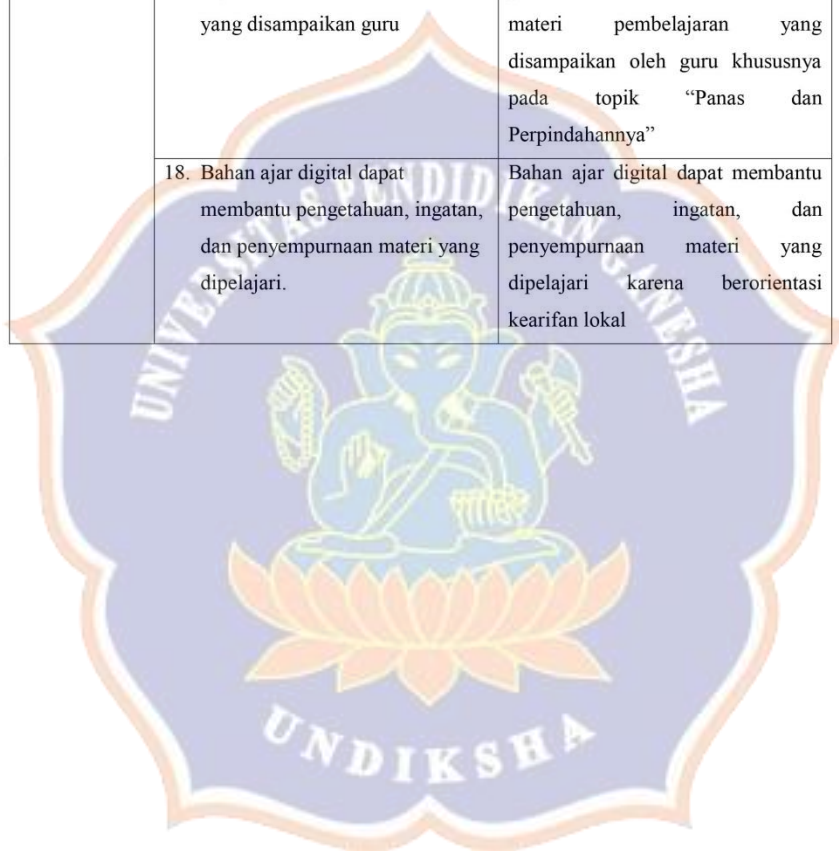 yang disampaikan guru
materi pembelajaran yang
disampaikan oleh guru khususnya
pada topik “Panas dan
Perpindahannya”
18. Bahan ajar digital dapat
membantu pengetahuan, ingatan,
dan penyempurnaan materi yang
dipelajari.
Bahan ajar digital dapat membantu
pengetahuan, ingatan, dan
penyempurnaan materi yang
dipelajari karena berorientasi
kearifan lokal
UNIVERSITAS PENDIDIKAN GANESHA
UNDIKSHA